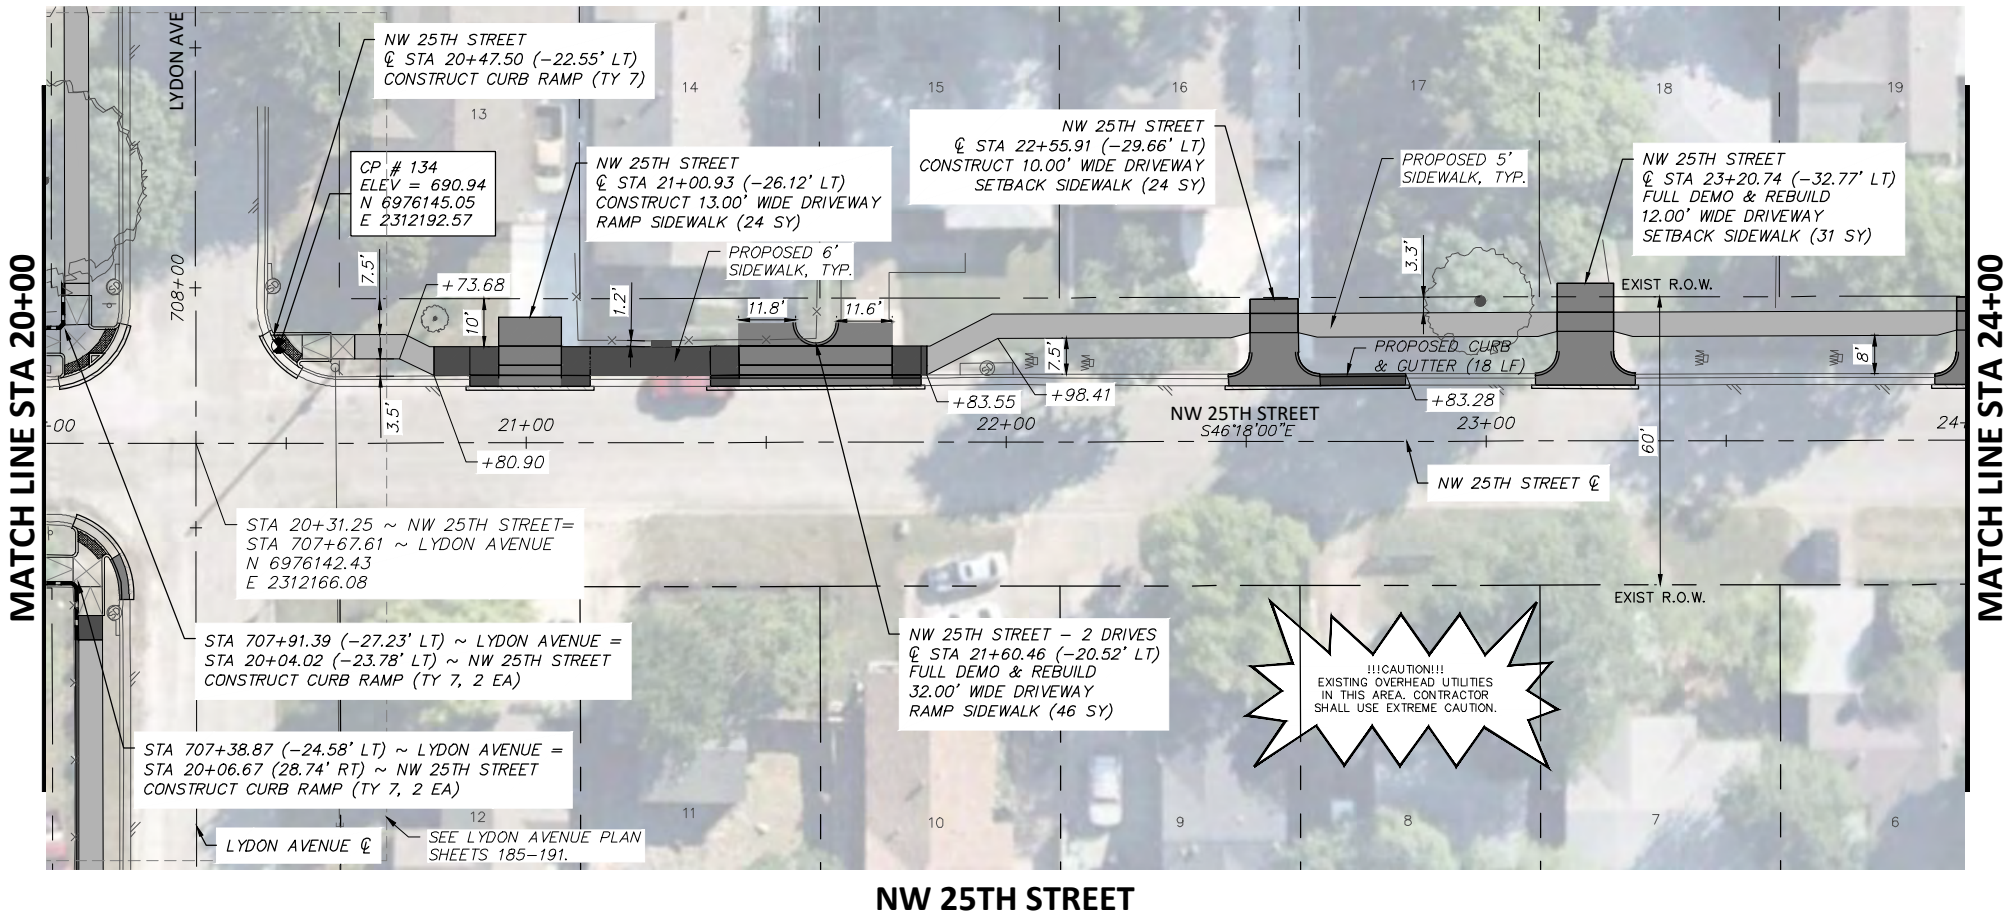 LYDON AVE
NW 25TH STREET
℄ STA 20+47.50 (-22.55' LT)
CONSTRUCT CURB RAMP (TY 7)
13
14
15
16
17
18
19
CP # 134
ELEV = 690.94
N 6976145.05
E 2312192.57
NW 25TH STREET
℄ STA 21+00.93 (-26.12' LT)
CONSTRUCT 13.00' WIDE DRIVEWAY
RAMP SIDEWALK (24 SY)
NW 25TH STREET
℄ STA 22+55.91 (-29.66' LT)
CONSTRUCT 10.00' WIDE DRIVEWAY
SETBACK SIDEWALK (24 SY)
PROPOSED 5'
SIDEWALK, TYP.
NW 25TH STREET
℄ STA 23+20.74 (-32.77' LT)
FULL DEMO & REBUILD
12.00' WIDE DRIVEWAY
SETBACK SIDEWALK (31 SY)
PROPOSED 6'
SIDEWALK, TYP.
MATCH LINE STA 20+00
MATCH LINE STA 24+00
708+00
7.5'
+73.68
10'
1.2'
11.8'
11.6'
3.3'
EXIST R.O.W.
7.5'
WM
WM
PROPOSED CURB
& GUTTER (18 LF)
WM
WM
8'
3.5'
+83.55
+98.41
+83.28
+00
21+00
22+00
NW 25TH STREET
S46°18'00"E
23+00
24+
+80.90
60'
NW 25TH STREET ℄
STA 20+31.25 ~ NW 25TH STREET=
STA 707+67.61 ~ LYDON AVENUE
N 6976142.43
E 2312166.08
EXIST R.O.W.
STA 707+91.39 (-27.23' LT) ~ LYDON AVENUE =
STA 20+04.02 (-23.78' LT) ~ NW 25TH STREET
CONSTRUCT CURB RAMP (TY 7, 2 EA)
NW 25TH STREET - 2 DRIVES
℄ STA 21+60.46 (-20.52' LT)
FULL DEMO & REBUILD
32.00' WIDE DRIVEWAY
RAMP SIDEWALK (46 SY)
!!!CAUTION!!!
EXISTING OVERHEAD UTILITIES
IN THIS AREA. CONTRACTOR
SHALL USE EXTREME CAUTION.
STA 707+38.87 (-24.58' LT) ~ LYDON AVENUE =
STA 20+06.67 (28.74' RT) ~ NW 25TH STREET
CONSTRUCT CURB RAMP (TY 7, 2 EA)
12
11
10
9
8
7
6
LYDON AVENUE ℄
SEE LYDON AVENUE PLAN
SHEETS 185-191.
NW 25TH STREET